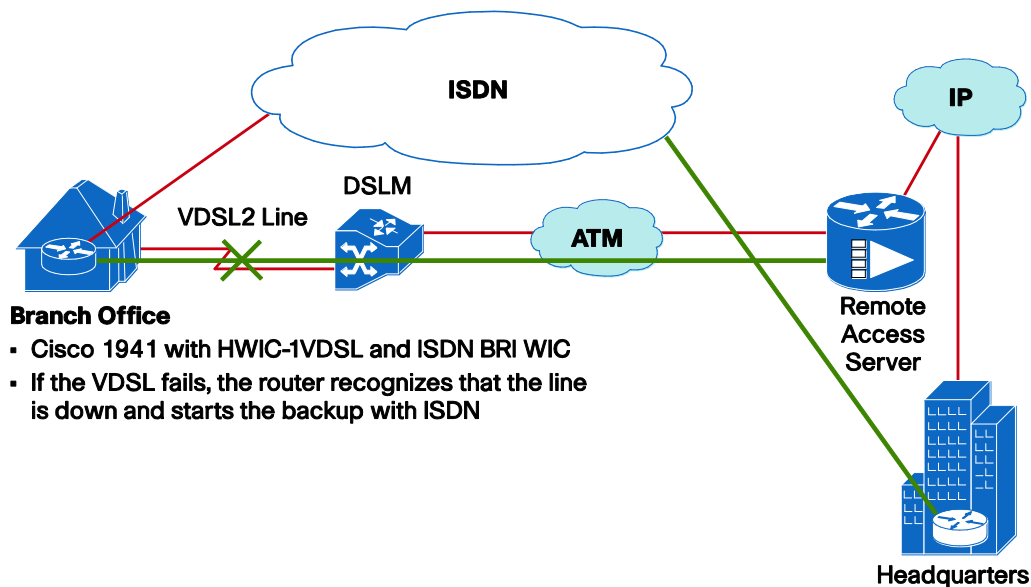 ISDN
IP
DSLM
VDSL2 Line
ATM
Remote
Access
Server
Branch Office
▪ Cisco 1941 with HWIC-1VDSL and ISDN BRI WIC
▪ If the VDSL fails, the router recognizes that the line
is down and starts the backup with ISDN
Headquarters